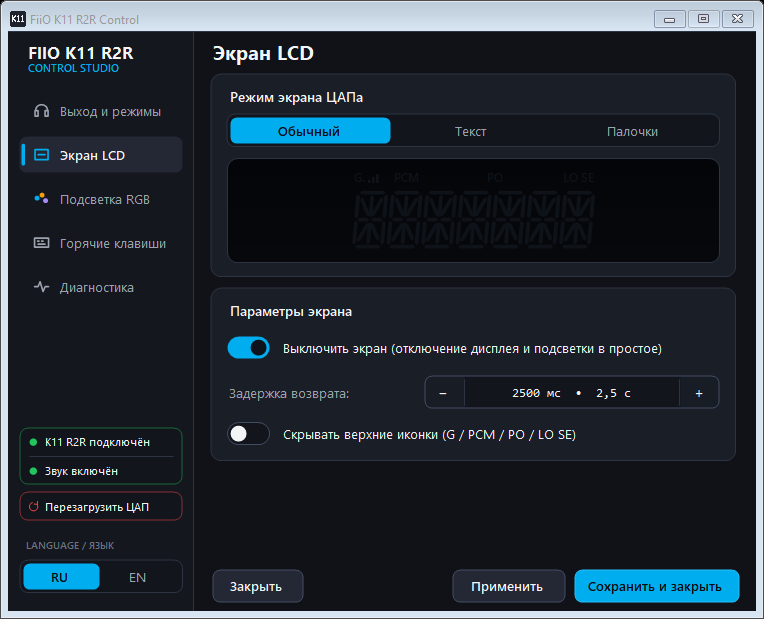 K11 FiiO K11 R2R Control
FIIO K11 R2R
CONTROL STUDIO
Выход и режимы
Экран LCD
Подсветка RGB
Горячие клавиши
Диагностика
K11 R2R подключён
Звук включён
Перезагрузить ЦАП
LANGUAGE / ЯЗЫК
RU EN
Экран LCD
Режим экрана ЦАПа
Обычный Текст Палочки
G. PCM PO LO SE
Параметры экрана
Выключить экран (отключение дисплея и подсветки в простое)
Задержка возврата: − 2500 мс • 2,5 с +
Скрывать верхние иконки (G / PCM / PO / LO SE)
Закрыть Применить Сохранить и закрыть